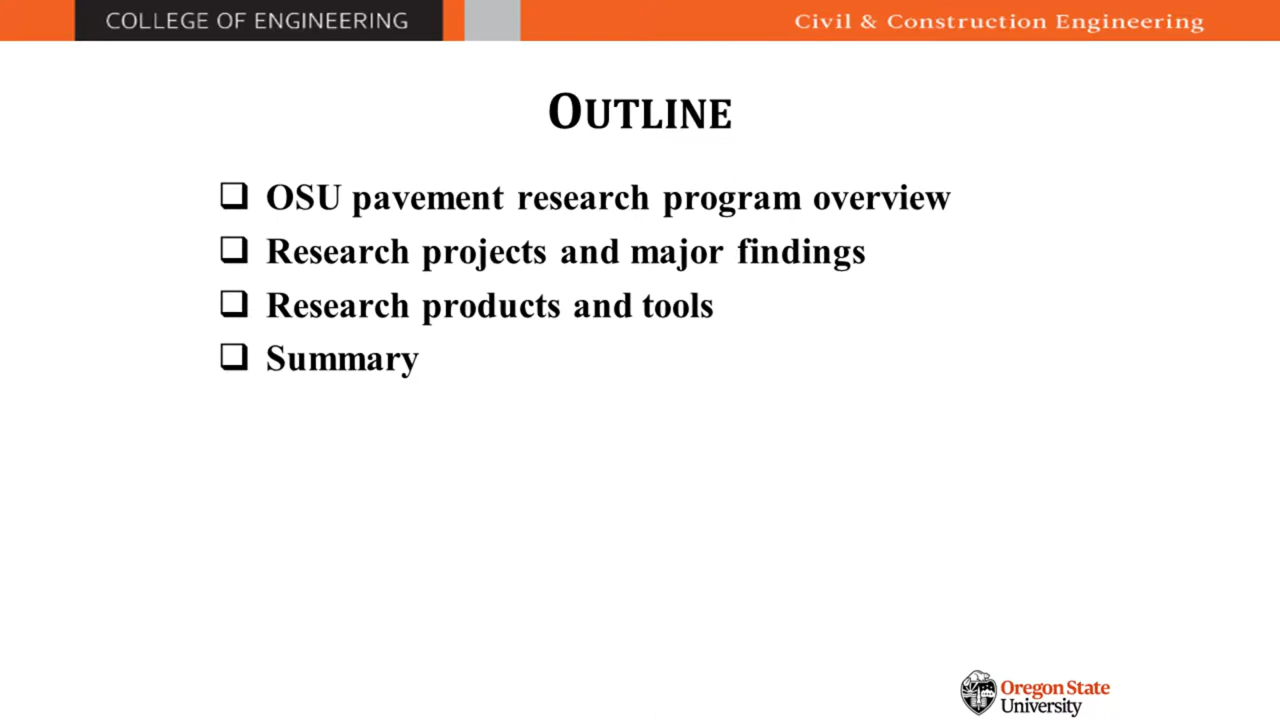 COLLEGE OF ENGINEERING
Civil & Construction Engineering
OUTLINE
OSU pavement research program overview
Research projects and major findings
Research products and tools
Summary
Oregon State
University